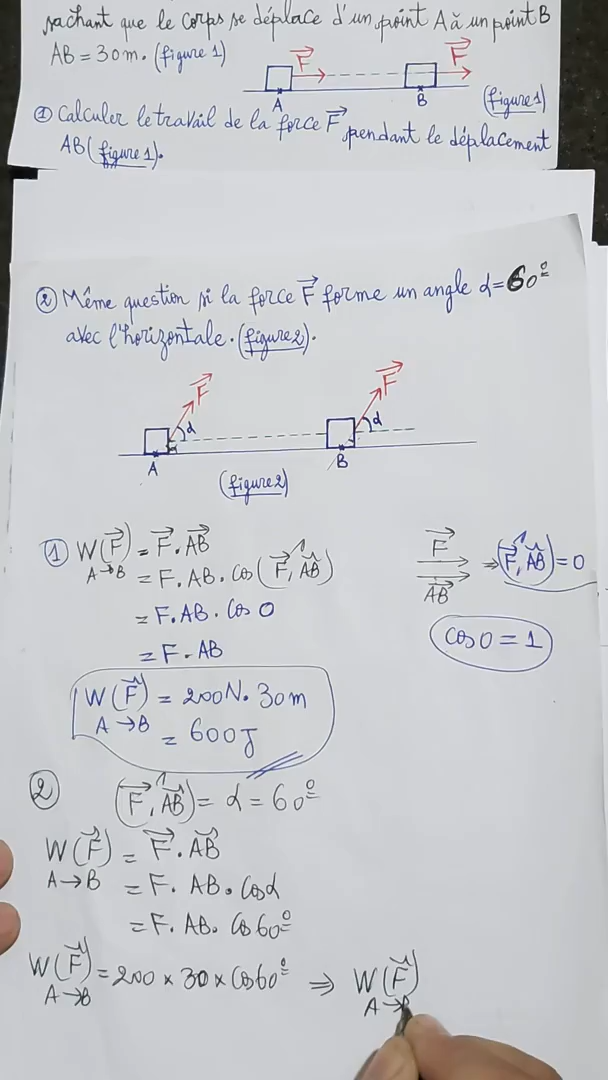 sachant que le corps se déplace d'un point A à un point B
AB = 30m. (figure 1)
F F
A B
(figure 1)
① Calculer le travail de la force F pendant le déplacement
AB (figure 1).
② Même question si la force F forme un angle α = 60°
avec l'horizontale. (figure 2).
F F
α α
A B
(figure 2)
① W(F) = F . AB
A→B = F. AB. cos(F, AB)
= F. AB. cos 0
= F. AB
F
AB
⇒ (F, AB) = 0
cos 0 = 1
W(F) = 200N. 30m
A→B = 600J
② (F, AB) = α = 60°
W(F) = F . AB
A→B = F. AB. cosα
= F. AB. cos 60°
W(F) = 200 × 30 × cos60° ⇒ W(F)
A→B A→B